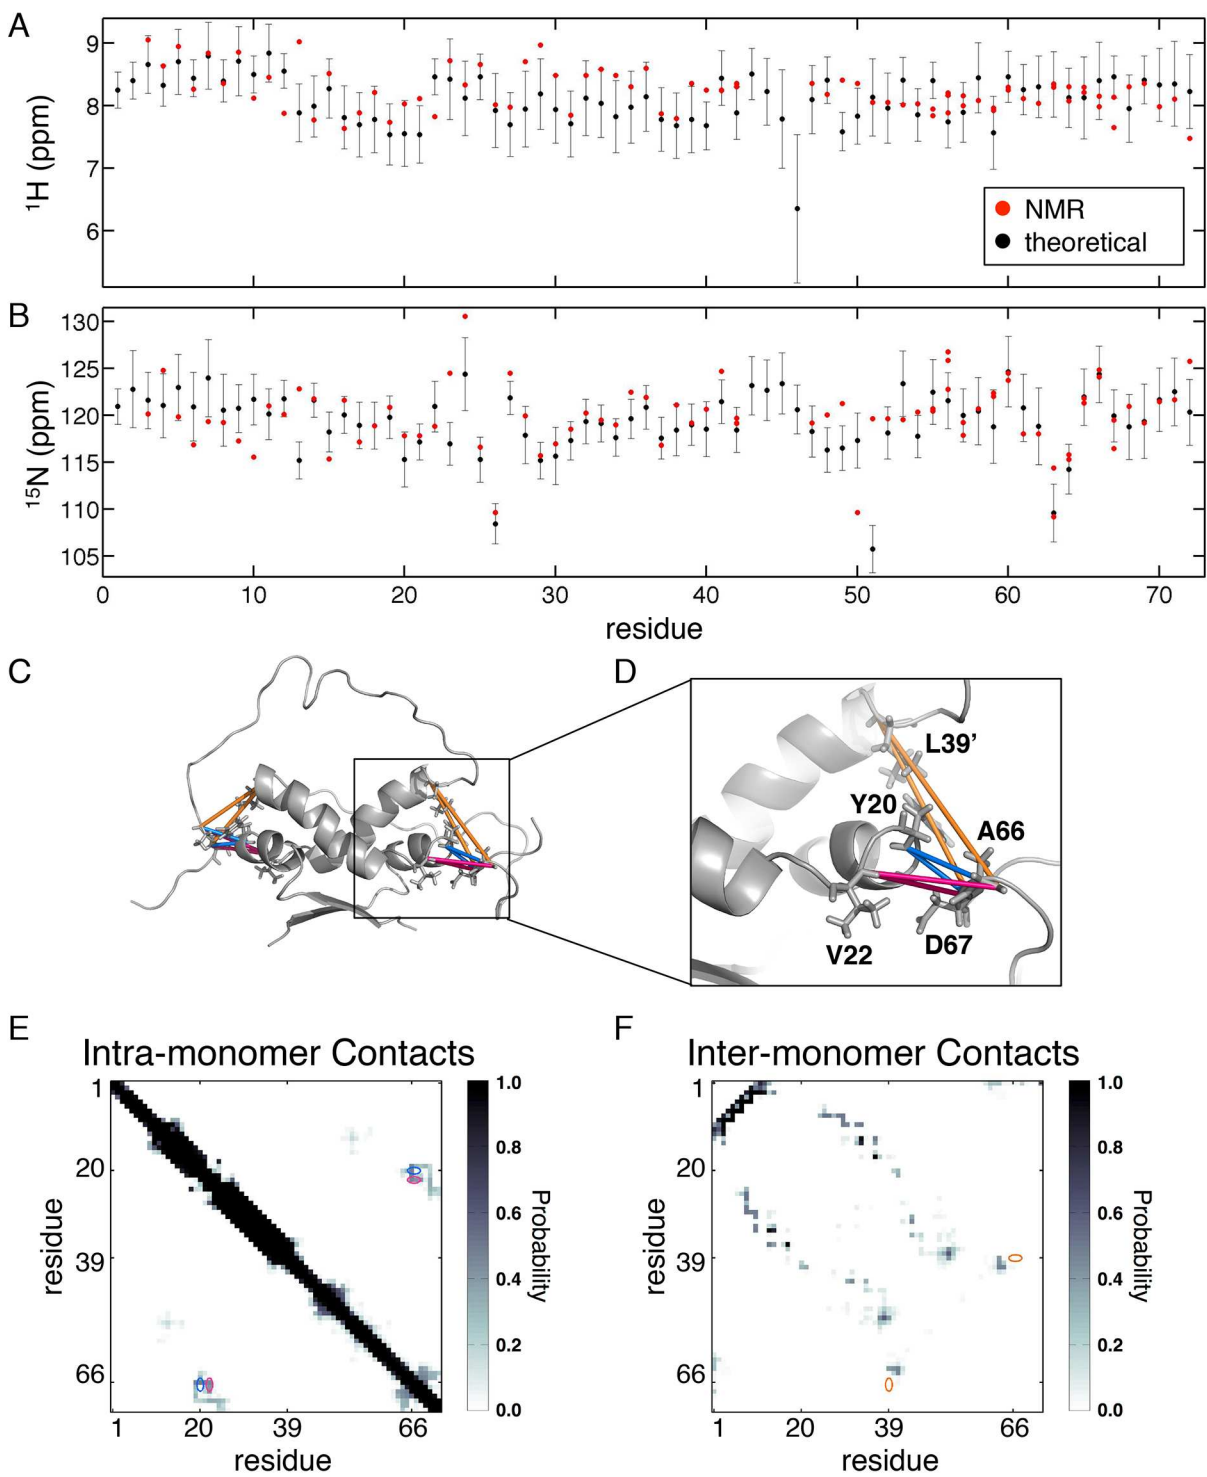 A
9
8
7
6
¹H (ppm)
NMR
theoretical
B
130
125
120
115
110
105
¹⁵N (ppm)
0 10 20 30 40 50 60 70
residue
C
D
L39’
Y20
A66
V22
D67
E
Intra-monomer Contacts
1
20
39
66
residue
1 20 39 66
residue
1.0
0.8
0.6
0.4
0.2
0.0
Probability
F
Inter-monomer Contacts
1
20
39
66
residue
1 20 39 66
residue
1.0
0.8
0.6
0.4
0.2
0.0
Probability